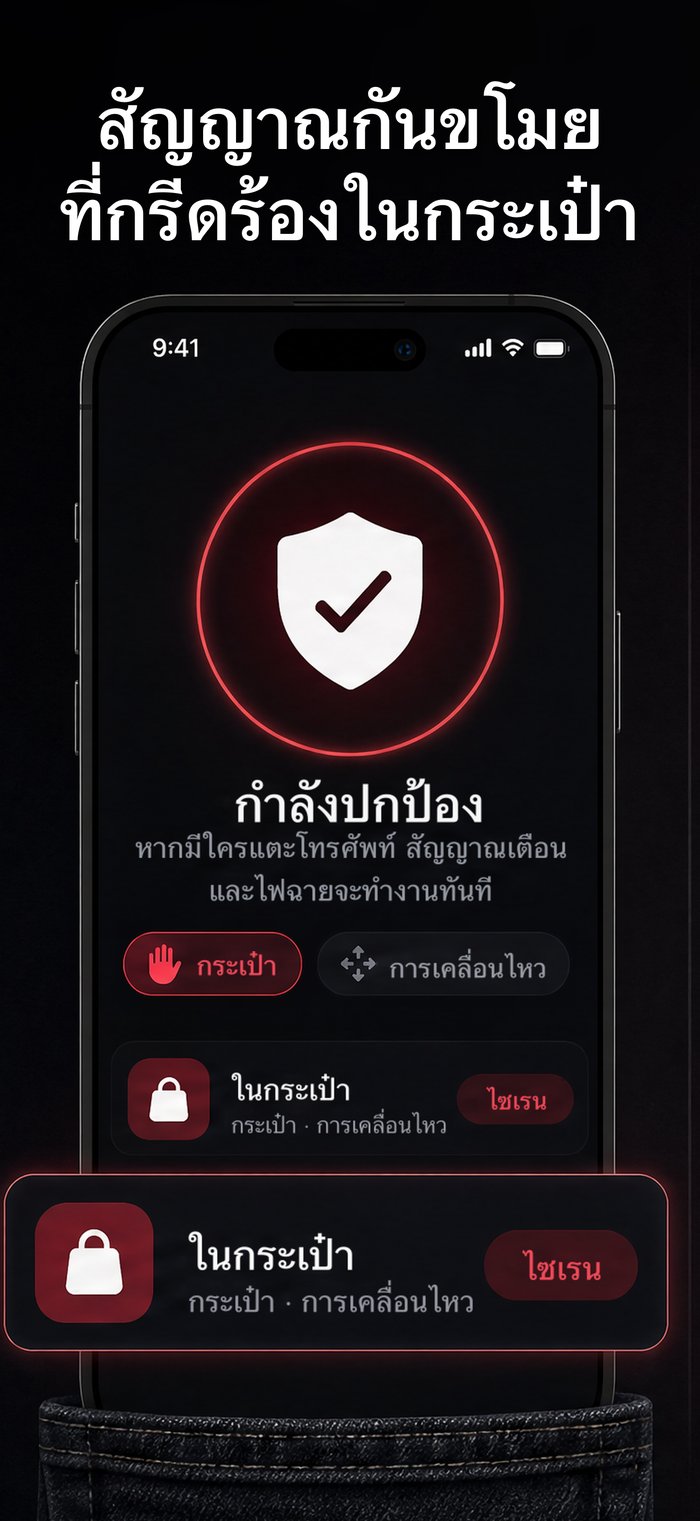 สัญญาณกันขโมย
ที่กรีดร้องในกระเป๋า
9:41
กำลังปกป้อง
หากมีใครแตะโทรศัพท์ สัญญาณเตือน
และไฟฉายจะทำงานทันที
กระเป๋า
การเคลื่อนไหว
ในกระเป๋า
กระเป๋า · การเคลื่อนไหว
ไซเรน
ในกระเป๋า
กระเป๋า · การเคลื่อนไหว
ไซเรน